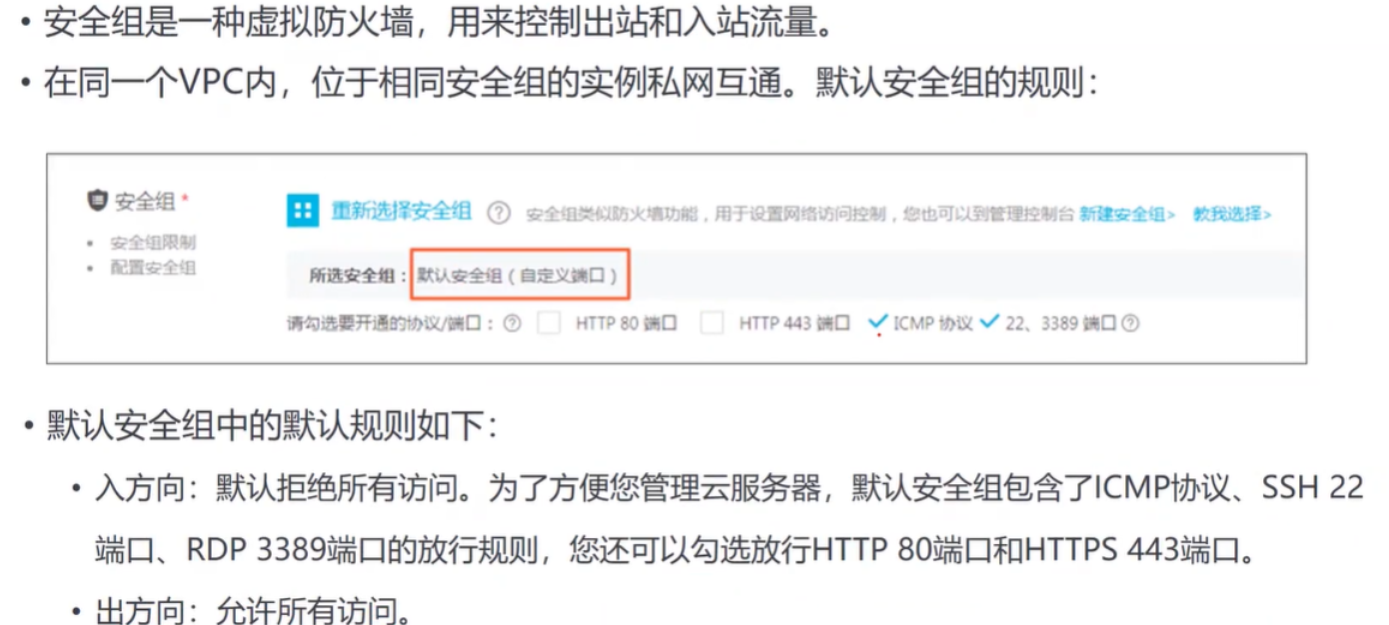 • 安全组是一种虚拟防火墙，用来控制出站和入站流量。
• 在同一个VPC内，位于相同安全组的实例私网互通。默认安全组的规则：
安全组 *
• 安全组限制
• 配置安全组
重新选择安全组 ? 安全组类似防火墙功能，用于设置网络访问控制，您也可以到管理控制台 新建安全组> 教我选择>
所选安全组：默认安全组（自定义端口）
请勾选要开通的协议/端口：? HTTP 80 端口 HTTP 443 端口 ICMP 协议 22、3389 端口 ?
• 默认安全组中的默认规则如下：
• 入方向：默认拒绝所有访问。为了方便您管理云服务器，默认安全组包含了ICMP协议、SSH 22
端口、RDP 3389端口的放行规则，您还可以勾选放行HTTP 80端口和HTTPS 443端口。
• 出方向：允许所有访问。